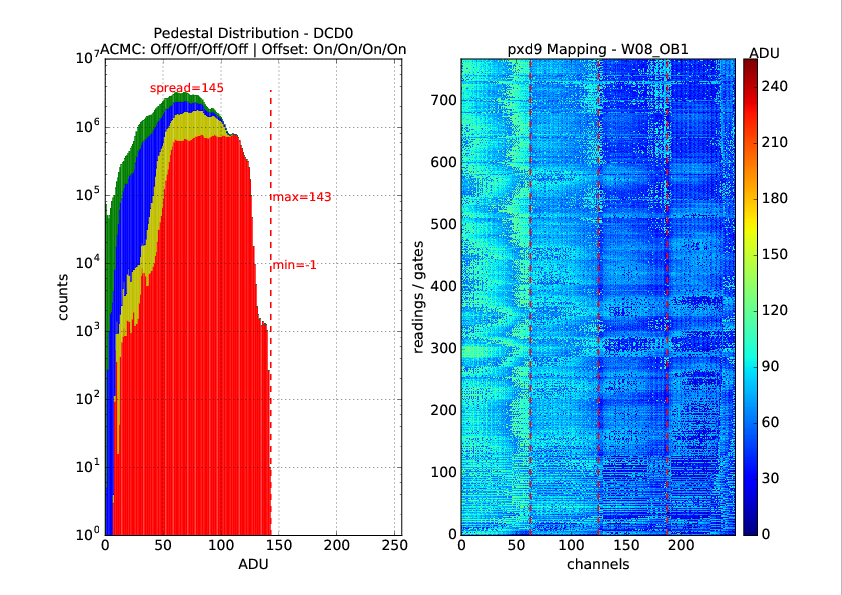 Pedestal Distribution - DCD0
ACMC: Off/Off/Off/Off | Offset: On/On/On/On
10^7
10^6
10^5
10^4
10^3
10^2
10^1
10^0
counts
spread=145
max=143
min=-1
0 50 100 150 200 250
ADU
pxd9 Mapping - W08_OB1
700
600
500
400
300
200
100
0
readings / gates
0 50 100 150 200
channels
ADU
240
210
180
150
120
90
60
30
0